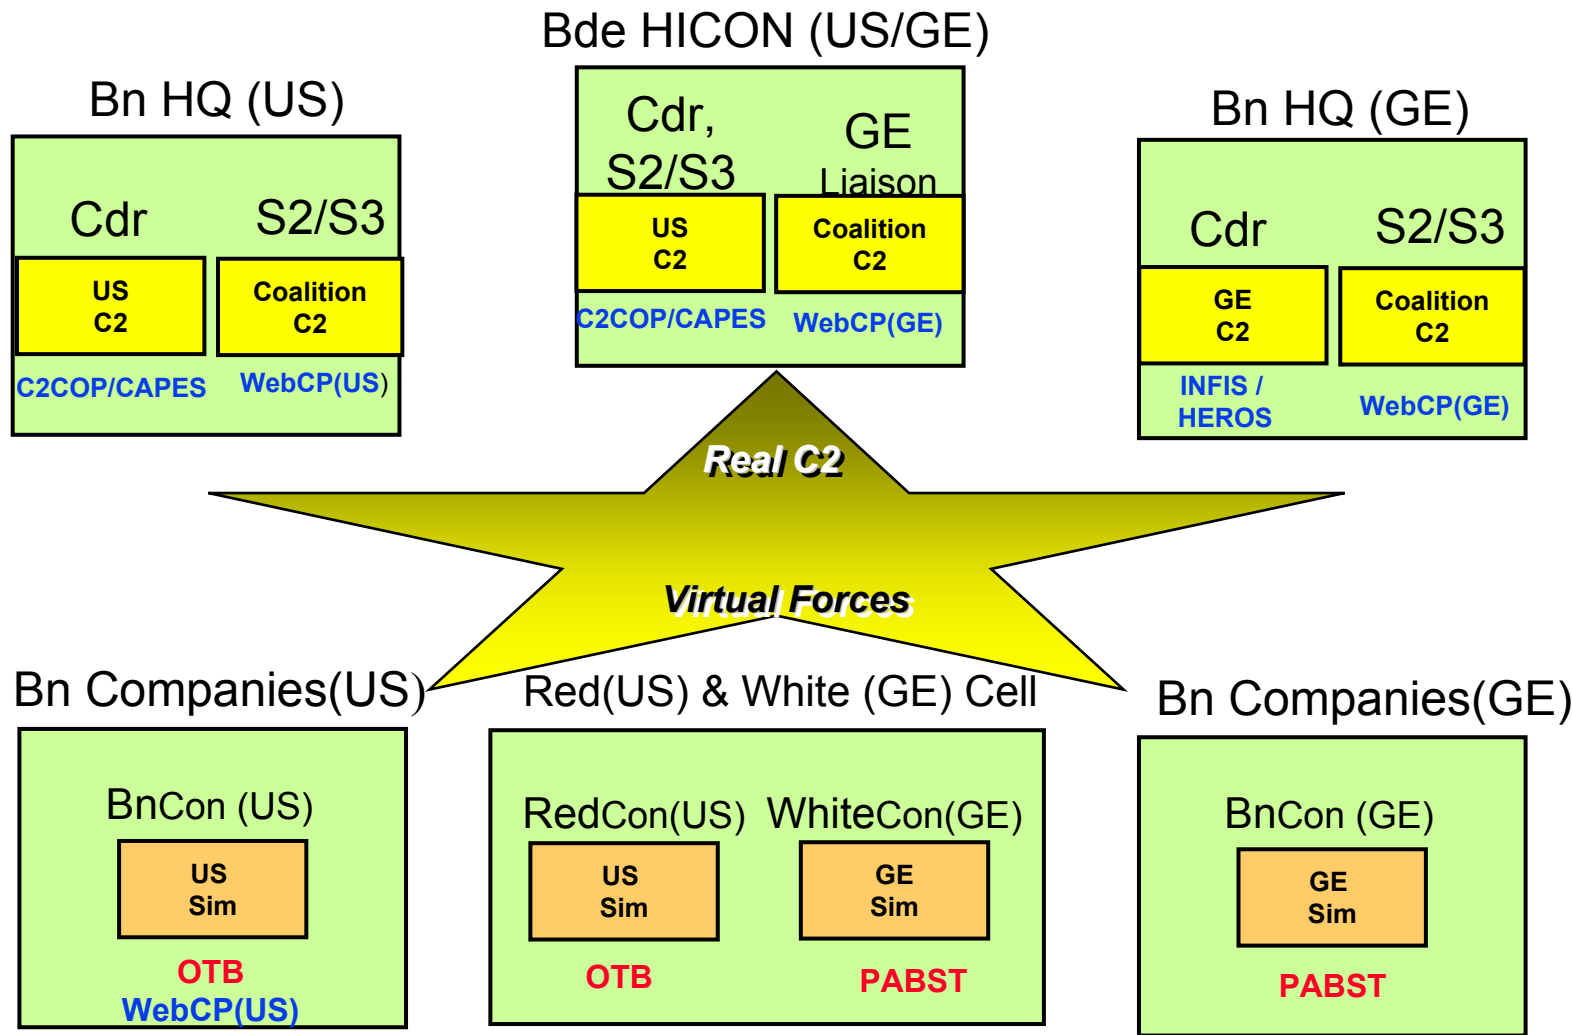 Bde HICON (US/GE)
Cdr,
S2/S3
GE
Liaison
US
C2
Coalition
C2
C2COP/CAPES
WebCP(GE)
Bn HQ (US)
Cdr
S2/S3
US
C2
Coalition
C2
C2COP/CAPES
WebCP(US)
Bn HQ (GE)
Cdr
S2/S3
GE
C2
Coalition
C2
INFIS /
HEROS
WebCP(GE)
Real C2
Virtual Forces
Bn Companies(US)
BnCon (US)
US
Sim
OTB
WebCP(US)
Red(US) & White (GE) Cell
RedCon(US)
WhiteCon(GE)
US
Sim
GE
Sim
OTB
PABST
Bn Companies(GE)
BnCon (GE)
GE
Sim
PABST